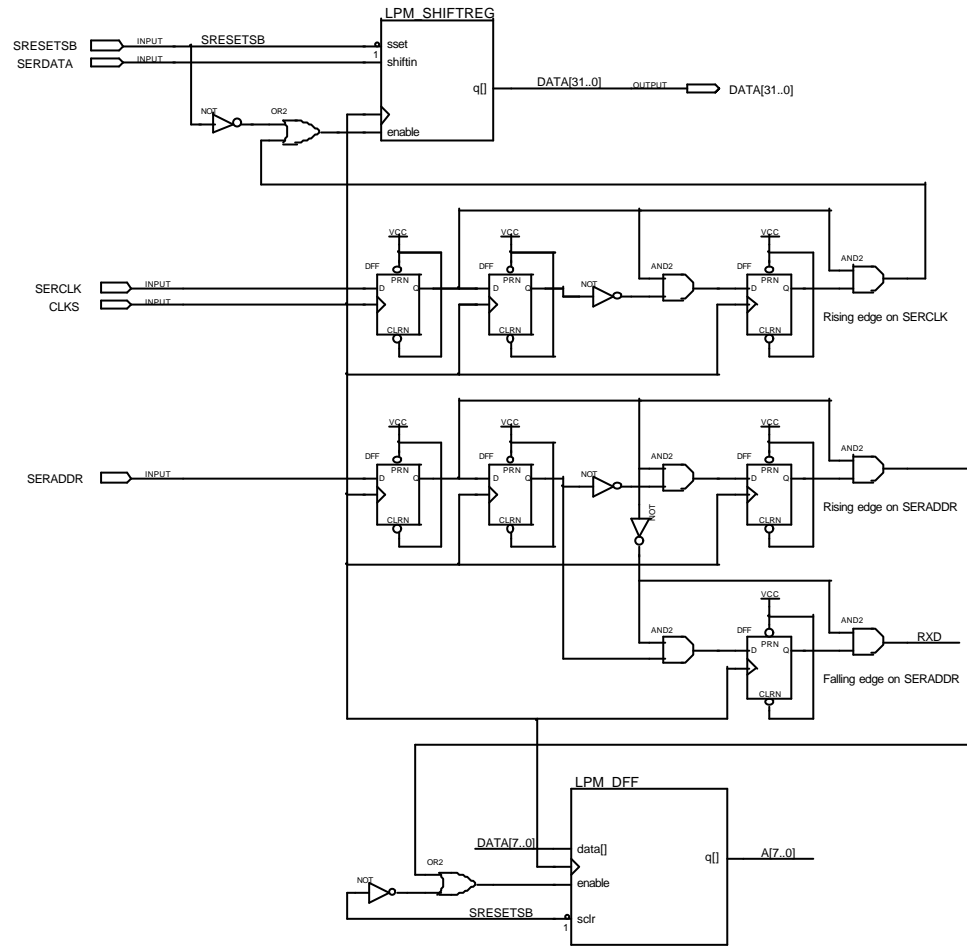 LPM_SHIFTREG
SRESETSB INPUT SRESETSB sset
SERDATA INPUT 1 shiftin
q[] DATA[31..0] OUTPUT DATA[31..0]
NOT OR2
enable
VCC VCC VCC
DFF PRN DFF PRN AND2 DFF PRN AND2
SERCLK INPUT D Q D Q NOT D Q
CLKS INPUT
CLRN CLRN CLRN
Rising edge on SERCLK
VCC VCC VCC
DFF PRN DFF PRN AND2 DFF PRN AND2
SERADDR INPUT D Q D Q NOT D Q
CLRN CLRN CLRN
Rising edge on SERADDR
NOT
VCC
AND2 DFF PRN AND2
D Q RXD
CLRN
Falling edge on SERADDR
LPM_DFF
DATA[7..0] data[]
q[] A[7..0]
OR2
NOT enable
SRESETSB sclr
1